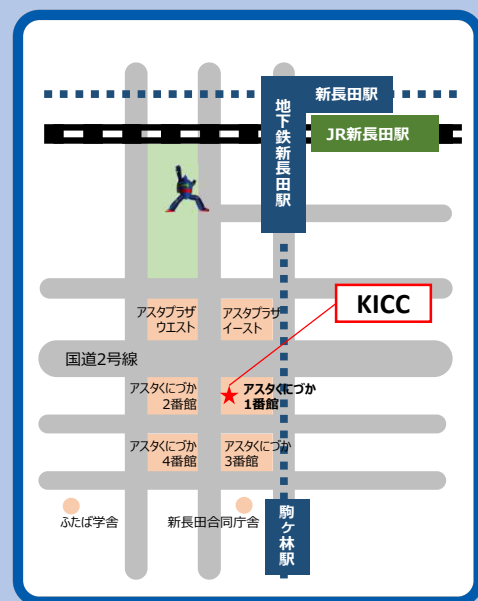 新長田駅
JR新長田駅
地下鉄新長田駅
KICC
アスタプラザ
ウエスト
アスタプラザ
イースト
国道2号線
アスタくにづか
2番館
アスタくにづか
1番館
アスタくにづか
4番館
アスタくにづか
3番館
ふたば学舎
新長田合同庁舎
駒ヶ林駅